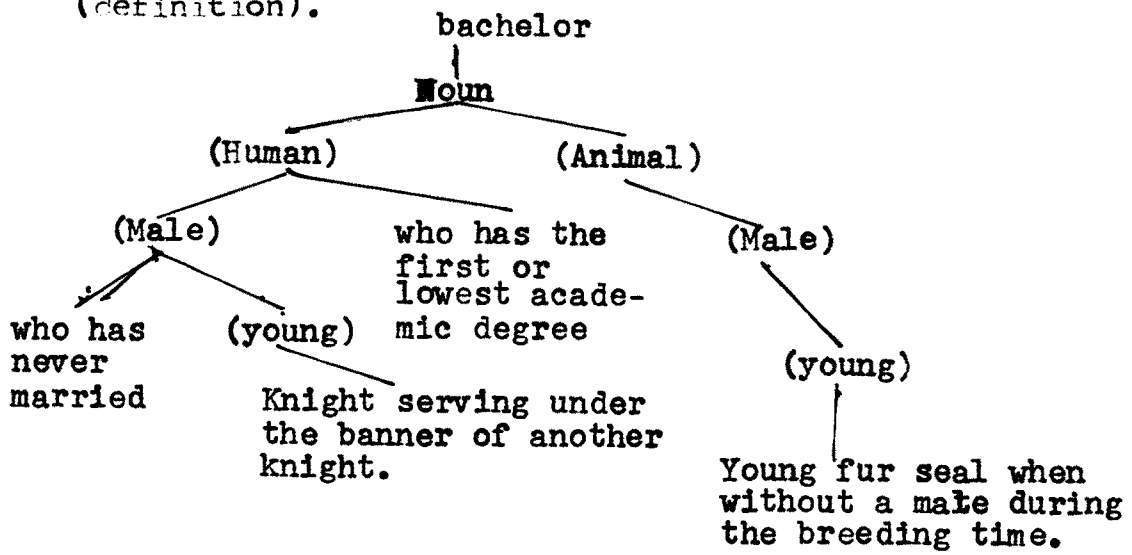 (definition).
bachelor
Noun
(Human)
(Animal)
(Male)
who has the
first or
lowest acade-
mic degree
(Male)
who has
never
married
(young)
Knight serving under
the banner of another
knight.
(young)
Young fur seal when
without a mate during
the breeding time.